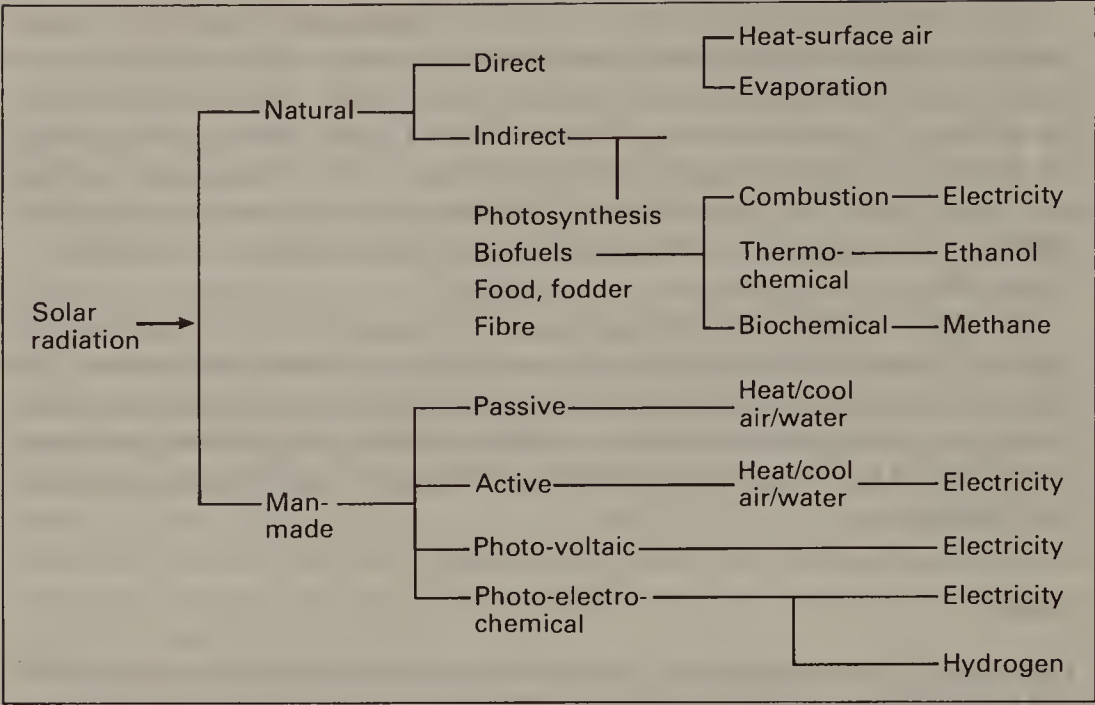 Heat-surface air
Direct
Evaporation
Natural
Indirect
Photosynthesis
Combustion
Electricity
Biofuels
Thermo-
chemical
Ethanol
Food, fodder
Fibre
Biochemical
Methane
Solar
radiation
Passive
Heat/cool
air/water
Active
Heat/cool
air/water
Electricity
Man-
made
Photo-voltaic
Electricity
Photo-electro-
chemical
Electricity
Hydrogen